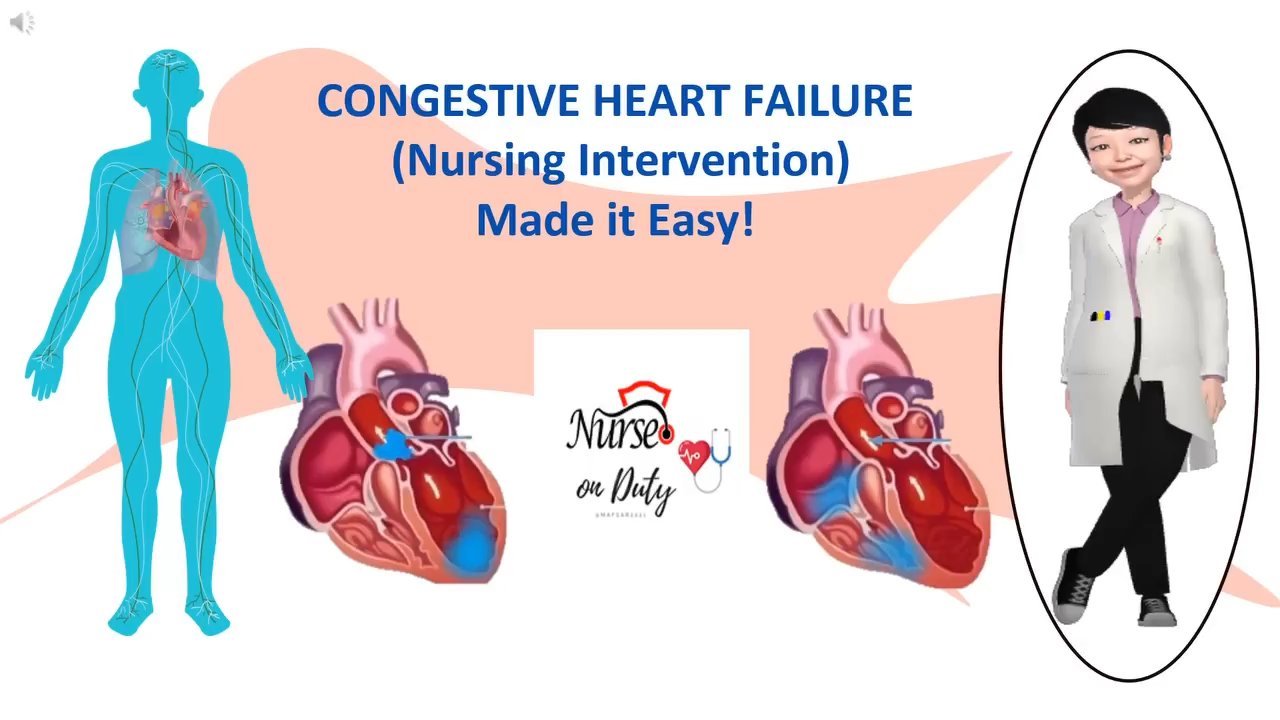 CONGESTIVE HEART FAILURE
(Nursing Intervention)
Made it Easy!
Nurse
on Duty